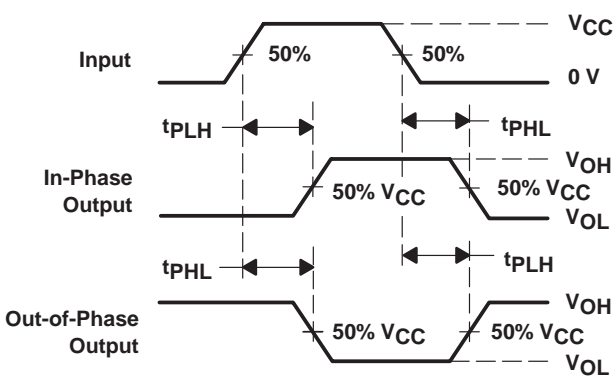 VCC
Input
50%
50%
0 V
tPLH
tPHL
In-Phase
Output
VOH
50% VCC
50% VCC
VOL
tPHL
tPLH
Out-of-Phase
Output
VOH
50% VCC
50% VCC
VOL